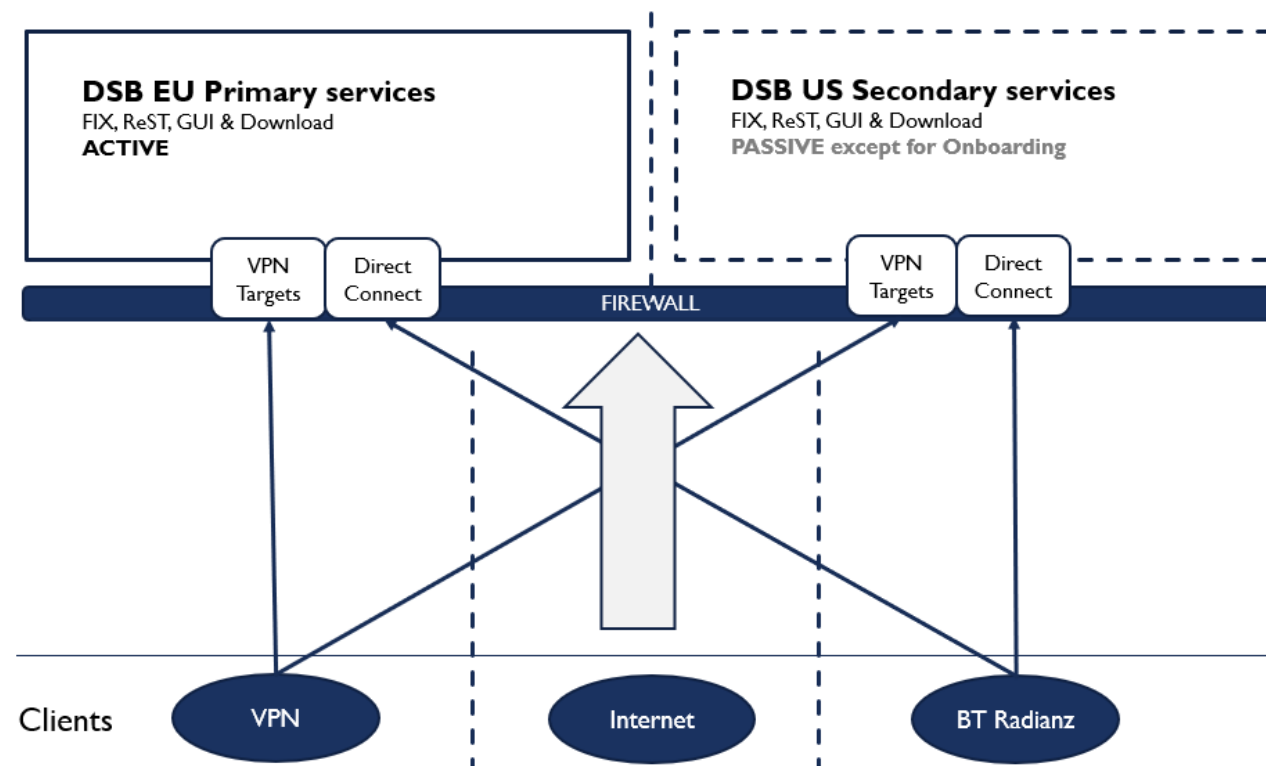 DSB EU Primary services
FIX, ReST, GUI & Download
ACTIVE
DSB US Secondary services
FIX, ReST, GUI & Download
PASSIVE except for Onboarding
VPN
Targets
Direct
Connect
VPN
Targets
Direct
Connect
FIREWALL
Clients
VPN
Internet
BT Radianz